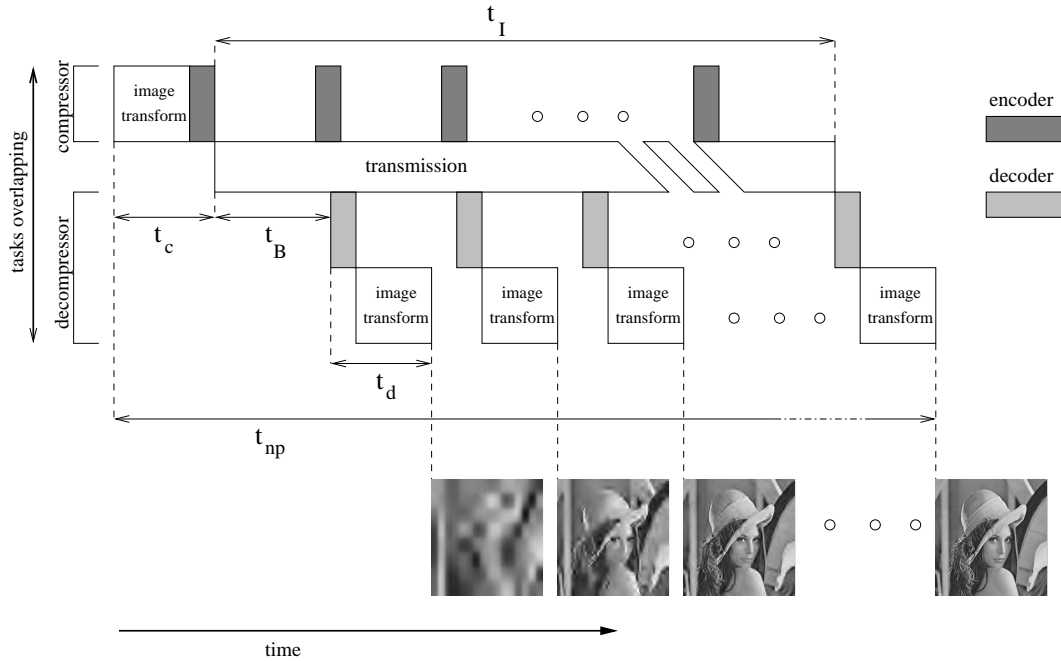 t_I
image
transform
encoder
compressor
transmission
decoder
tasks overlapping
t_c
t_B
decompressor
image
transform
image
transform
image
transform
image
transform
t_d
t_np
time